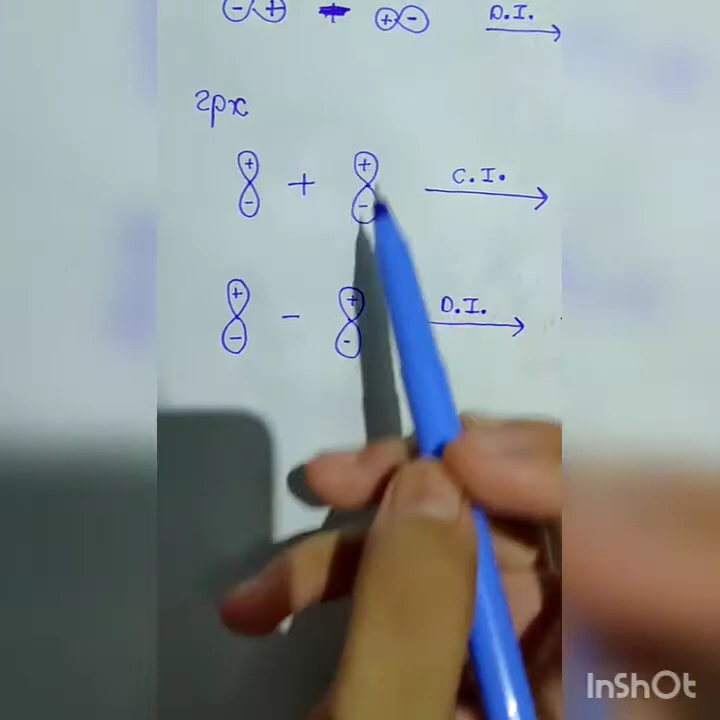 - + + + - D.I.
2px
+ - + + - C.I.
+ - - + - D.I.
InShOt